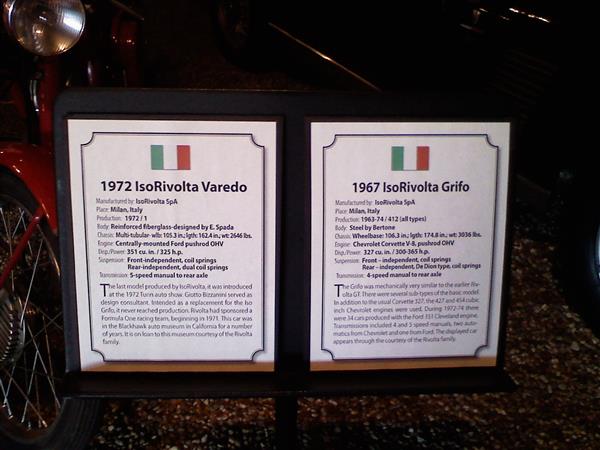 1972 IsoRivolta Varedo
Manufactured by: IsoRivolta SpA
Place: Milan, Italy
Production: 1972 / 1
Body: Reinforced fiberglass-designed by E. Spada
Chassis: Multi-tubular- wlb: 105.3 in.; lgth: 162.4 in.; wt: 2646 lbs.
Engine: Centrally-mounted Ford pushrod OHV
Disp./Power: 351 cu. in. / 325 h.p.
Suspension: Front-independent, coil springs
Rear-independent, dual coil springs
Transmission: 5-speed manual to rear axle
The last model produced by IsoRivolta, it was introduced
at the 1972 Turin auto show. Giotto Bizzarrini served as
design consultant. Intended as a replacement for the Iso
Grifo, it never reached production. Rivolta had sponsored a
Formula One racing team, beginning in 1971. This car was
in the Blackhawk auto museum in California for a number
of years. It is on loan to this museum courtesy of the Rivolta
family.
1967 IsoRivolta Grifo
Manufactured by: IsoRivolta SpA
Place: Milan, Italy
Production: 1963-74 / 412 (all types)
Body: Steel by Bertone
Chassis: Wheelbase: 106.3 in.; lgth: 174.8 in.; wt: 3036 lbs.
Engine: Chevrolet Corvette V-8, pushrod OHV
Disp./Power: 327 cu. in. / 300-365 h.p.
Suspension: Front – independent, coil springs
Rear – independent, De Dion type, coil springs
Transmission: 4-speed manual to rear axle
The Grifo was mechanically very similar to the earlier Riv-
olta GT. There were several sub-types of the basic model.
In addition to the usual Corvette 327, the 427 and 454 cubic
inch Chevrolet engines were used. During 1972-74 there
were 34 cars produced with the Ford 351 Cleveland engine.
Transmissions included 4 and 5 speed manuals, two auto-
matics from Chevrolet and one from Ford. The displayed car
appears through the courtesy of the Rivolta family.